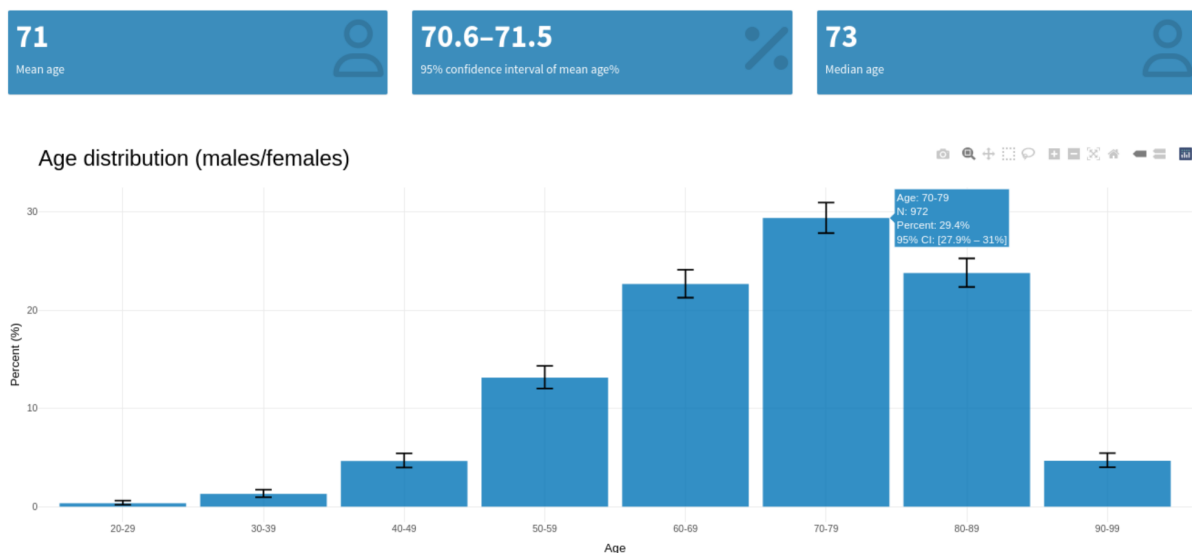 71
Mean age
70.6–71.5
95% confidence interval of mean age%
73
Median age
Age distribution (males/females)
Age: 70-79
N: 972
Percent: 29.4%
95% CI: [27.9% – 31%]
30
20
10
0
Percent (%)
20-29
30-39
40-49
50-59
60-69
70-79
80-89
90-99
Age